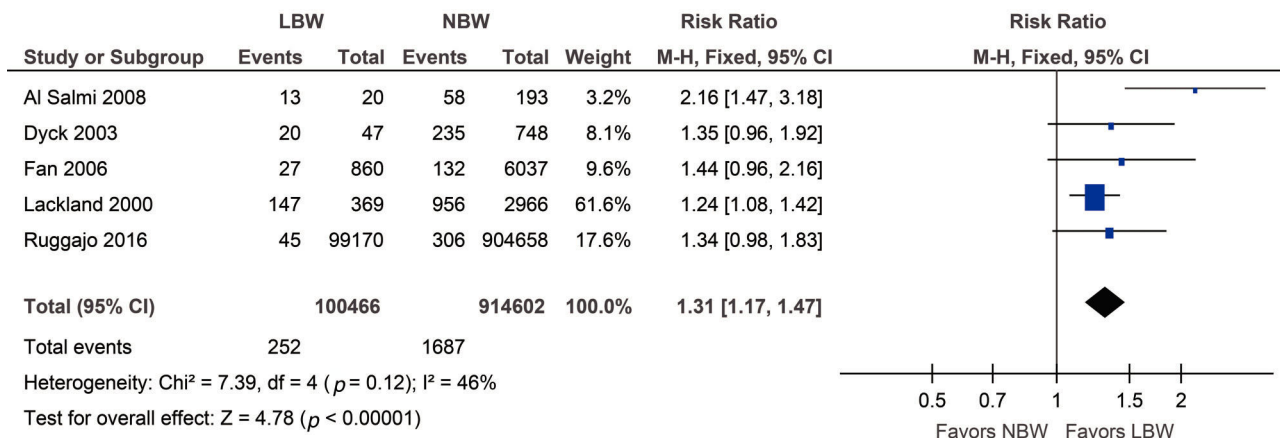 LBW NBW Risk Ratio Risk Ratio
Study or Subgroup Events Total Events Total Weight M-H, Fixed, 95% CI M-H, Fixed, 95% CI
Al Salmi 2008 13 20 58 193 3.2% 2.16 [1.47, 3.18]
Dyck 2003 20 47 235 748 8.1% 1.35 [0.96, 1.92]
Fan 2006 27 860 132 6037 9.6% 1.44 [0.96, 2.16]
Lackland 2000 147 369 956 2966 61.6% 1.24 [1.08, 1.42]
Ruggajo 2016 45 99170 306 904658 17.6% 1.34 [0.98, 1.83]
Total (95% CI) 100466 914602 100.0% 1.31 [1.17, 1.47]
Total events 252 1687
Heterogeneity: Chi² = 7.39, df = 4 (p = 0.12); I² = 46%
Test for overall effect: Z = 4.78 (p < 0.00001)
0.5 0.7 1 1.5 2
Favors NBW Favors LBW